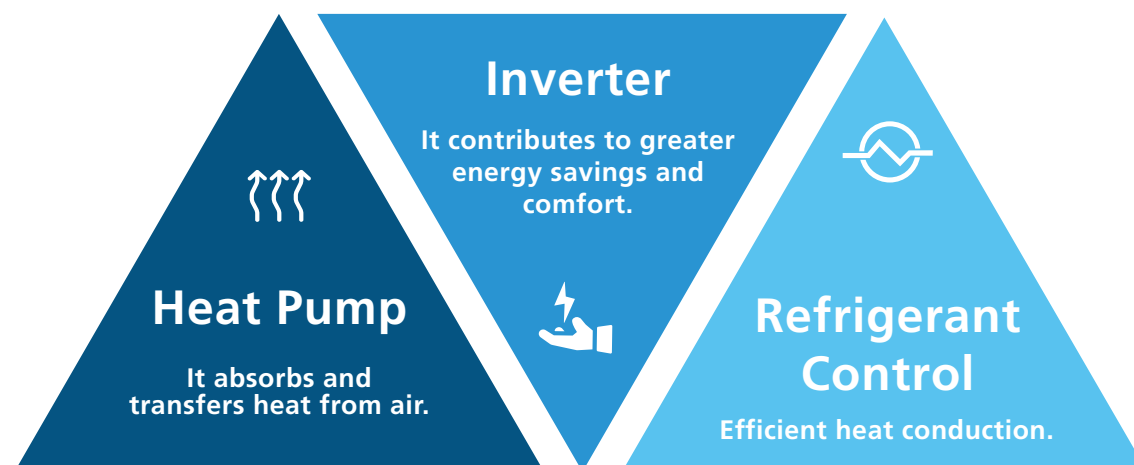 Heat Pump
It absorbs and
transfers heat from air.
Inverter
It contributes to greater
energy savings and
comfort.
Refrigerant
Control
Efficient heat conduction.